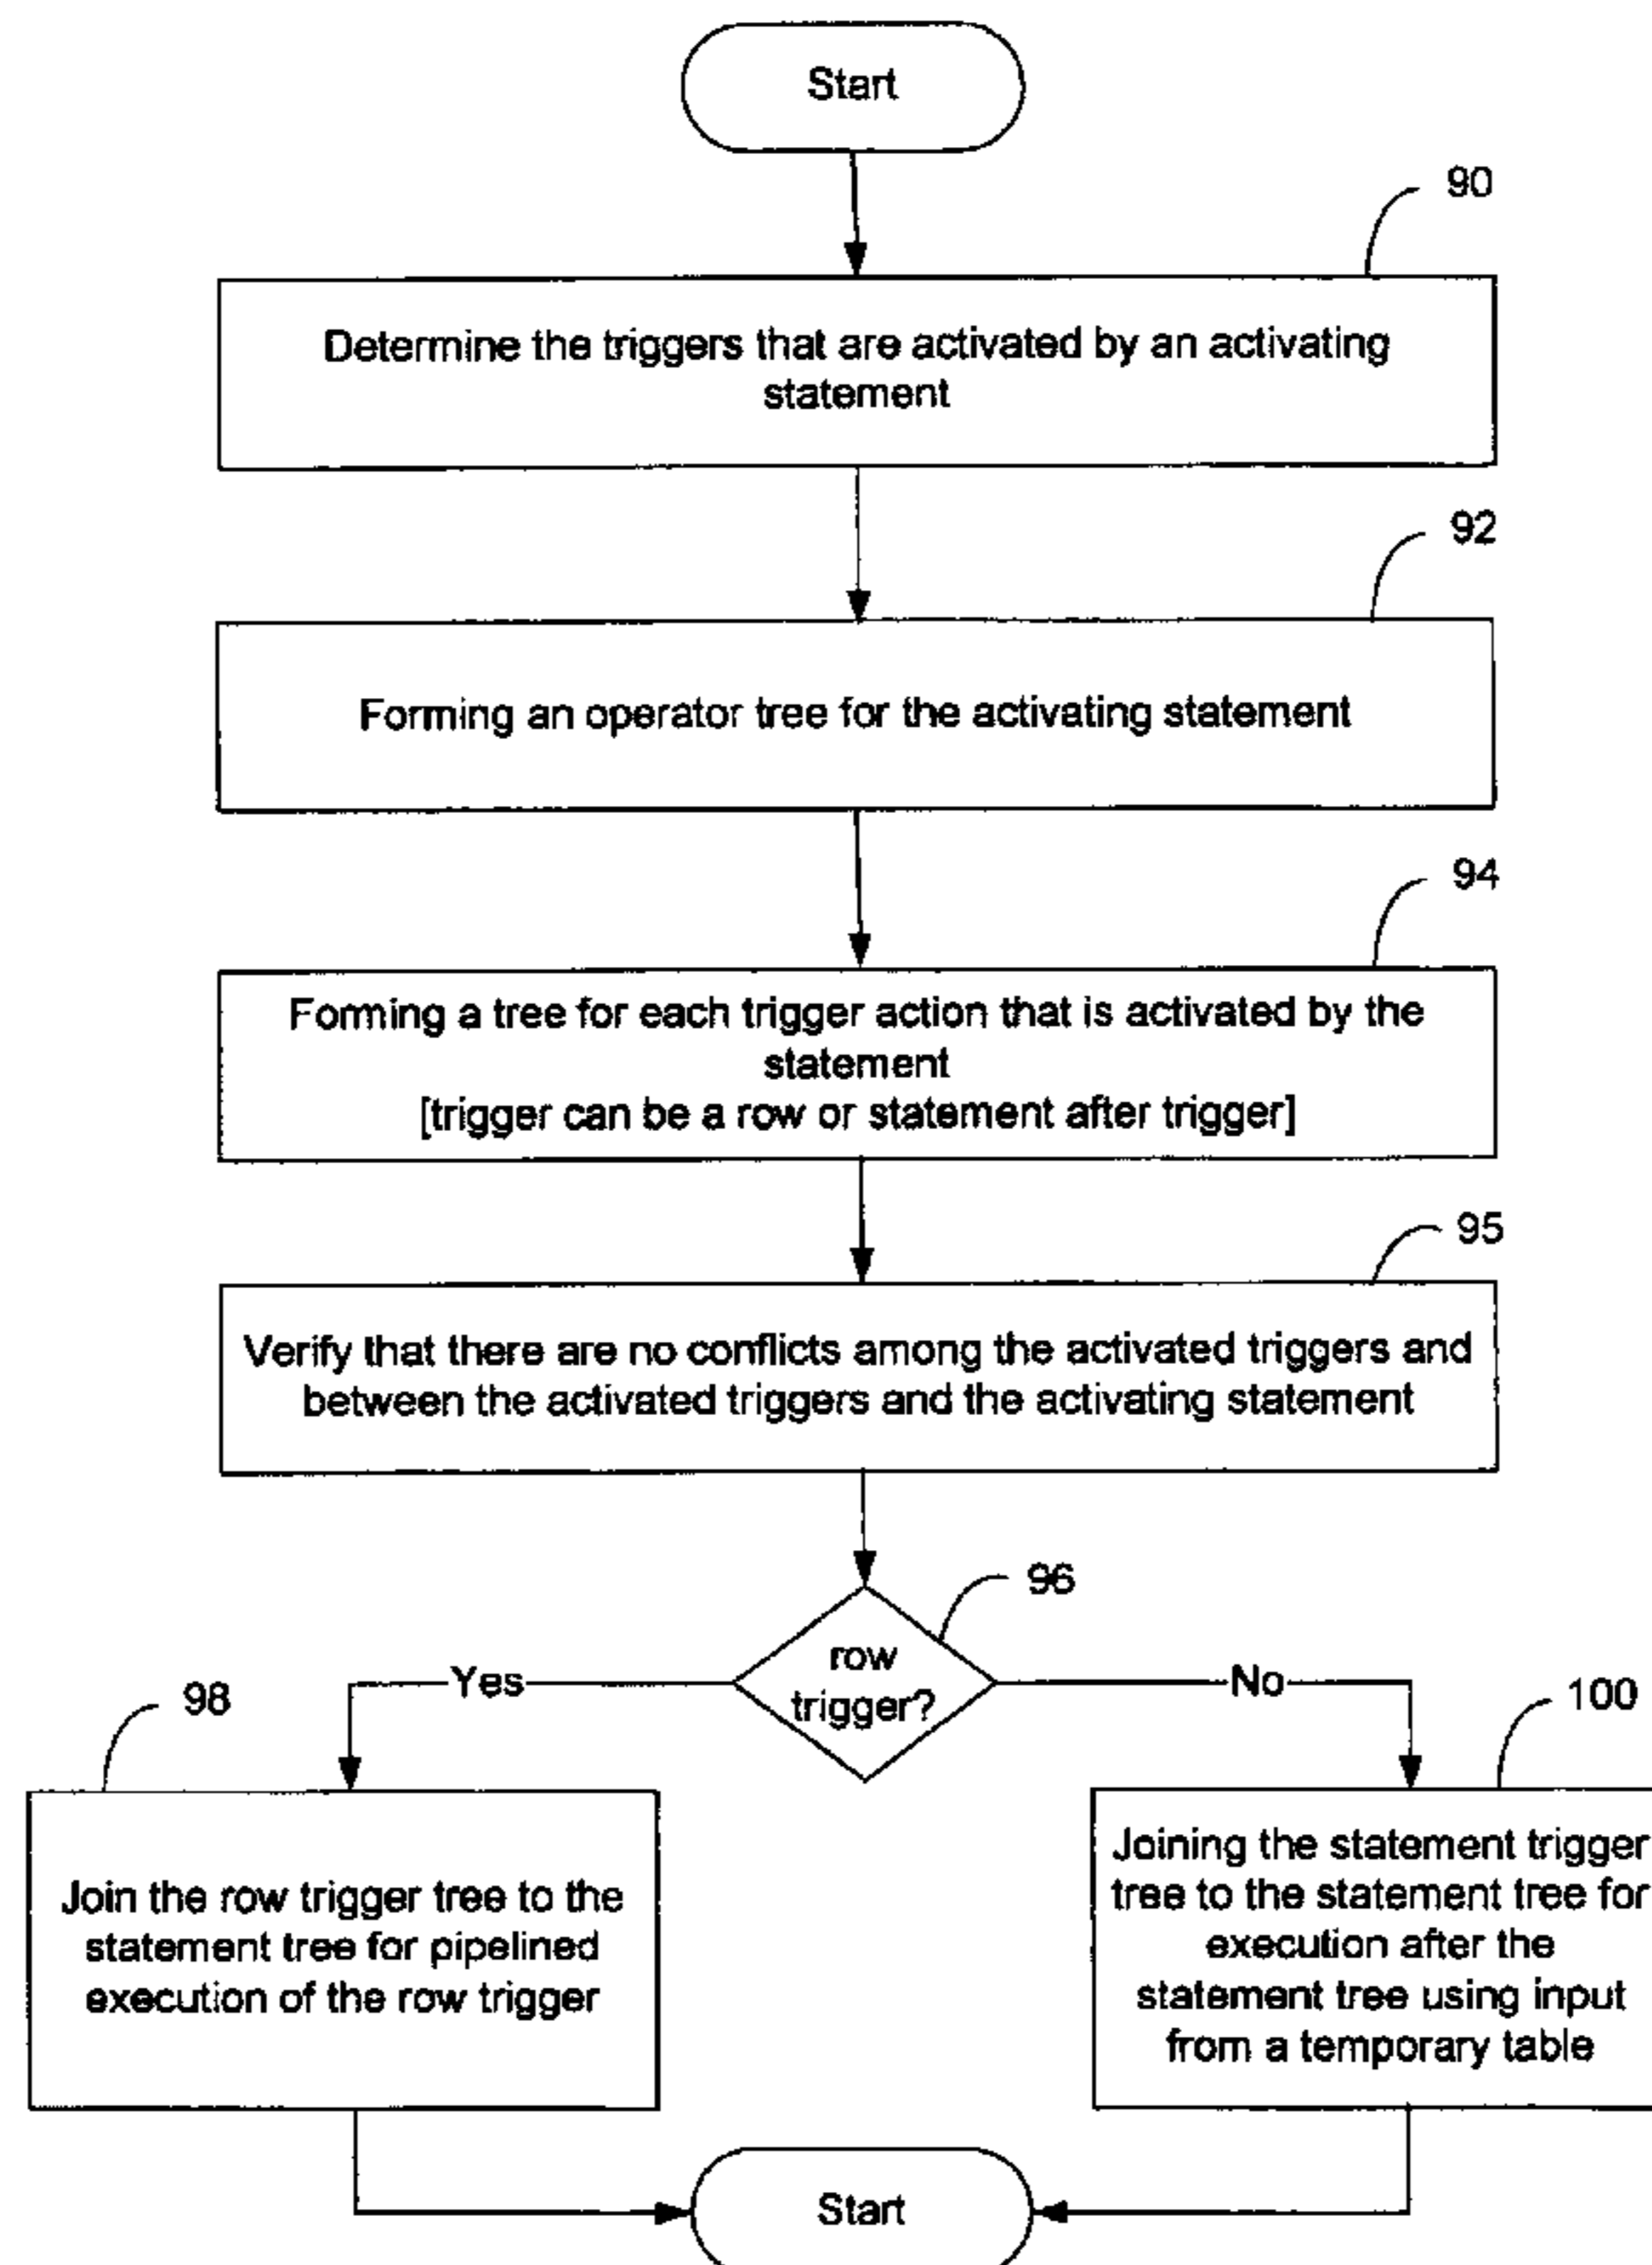 Start
90
Determine the triggers that are activated by an activating
statement
92
Forming an operator tree for the activating statement
94
Forming a tree for each trigger action that is activated by the
statement
[trigger can be a row or statement after trigger]
95
Verify that there are no conflicts among the activated triggers and
between the activated triggers and the activating statement
96
row
trigger?
Yes
No
98
100
Join the row trigger tree to the
statement tree for pipelined
execution of the row trigger
Joining the statement trigger
tree to the statement tree for
execution after the
statement tree using input
from a temporary table
Start